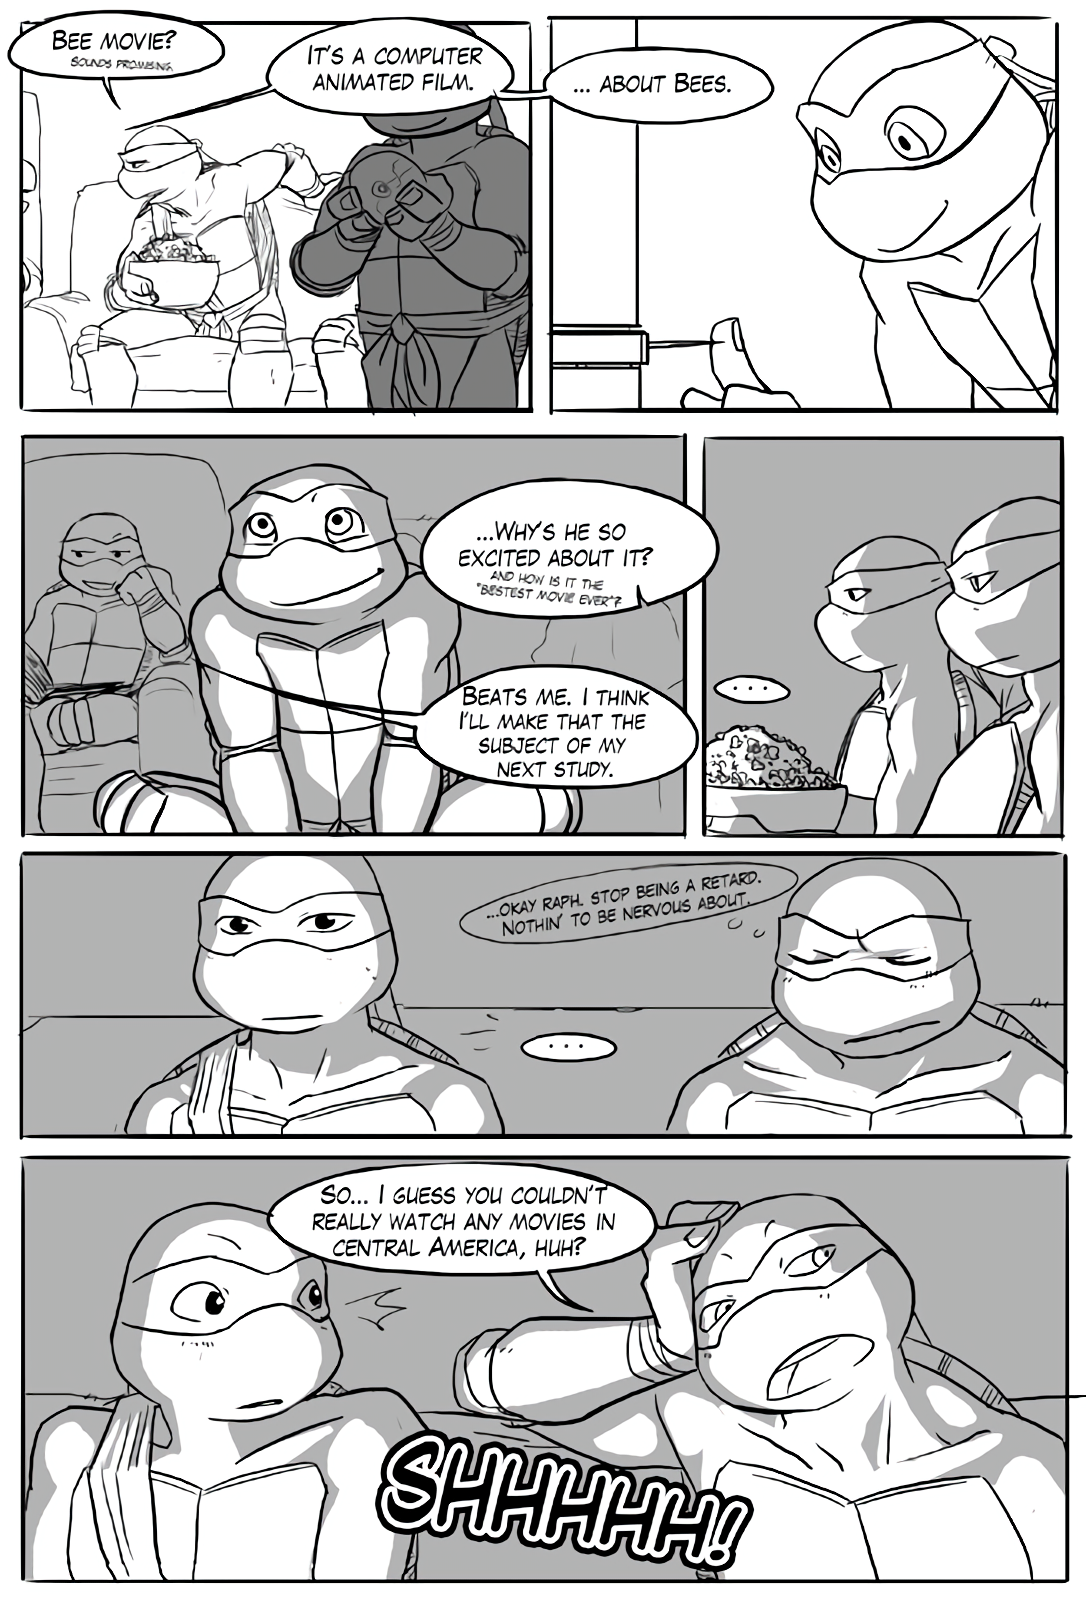 BEE MOVIE?
SOUNDS PROMISING.
IT'S A COMPUTER
ANIMATED FILM.
... ABOUT BEES.
...WHY'S HE SO
EXCITED ABOUT IT?
AND HOW IS IT THE
"BESTEST MOVIE EVER"?
BEATS ME. I THINK
I'LL MAKE THAT THE
SUBJECT OF MY
NEXT STUDY.
...
...OKAY RAPH. STOP BEING A RETARD.
NOTHIN' TO BE NERVOUS ABOUT.
...
SO... I GUESS YOU COULDN'T
REALLY WATCH ANY MOVIES IN
CENTRAL AMERICA, HUH?
SHHHHH!!